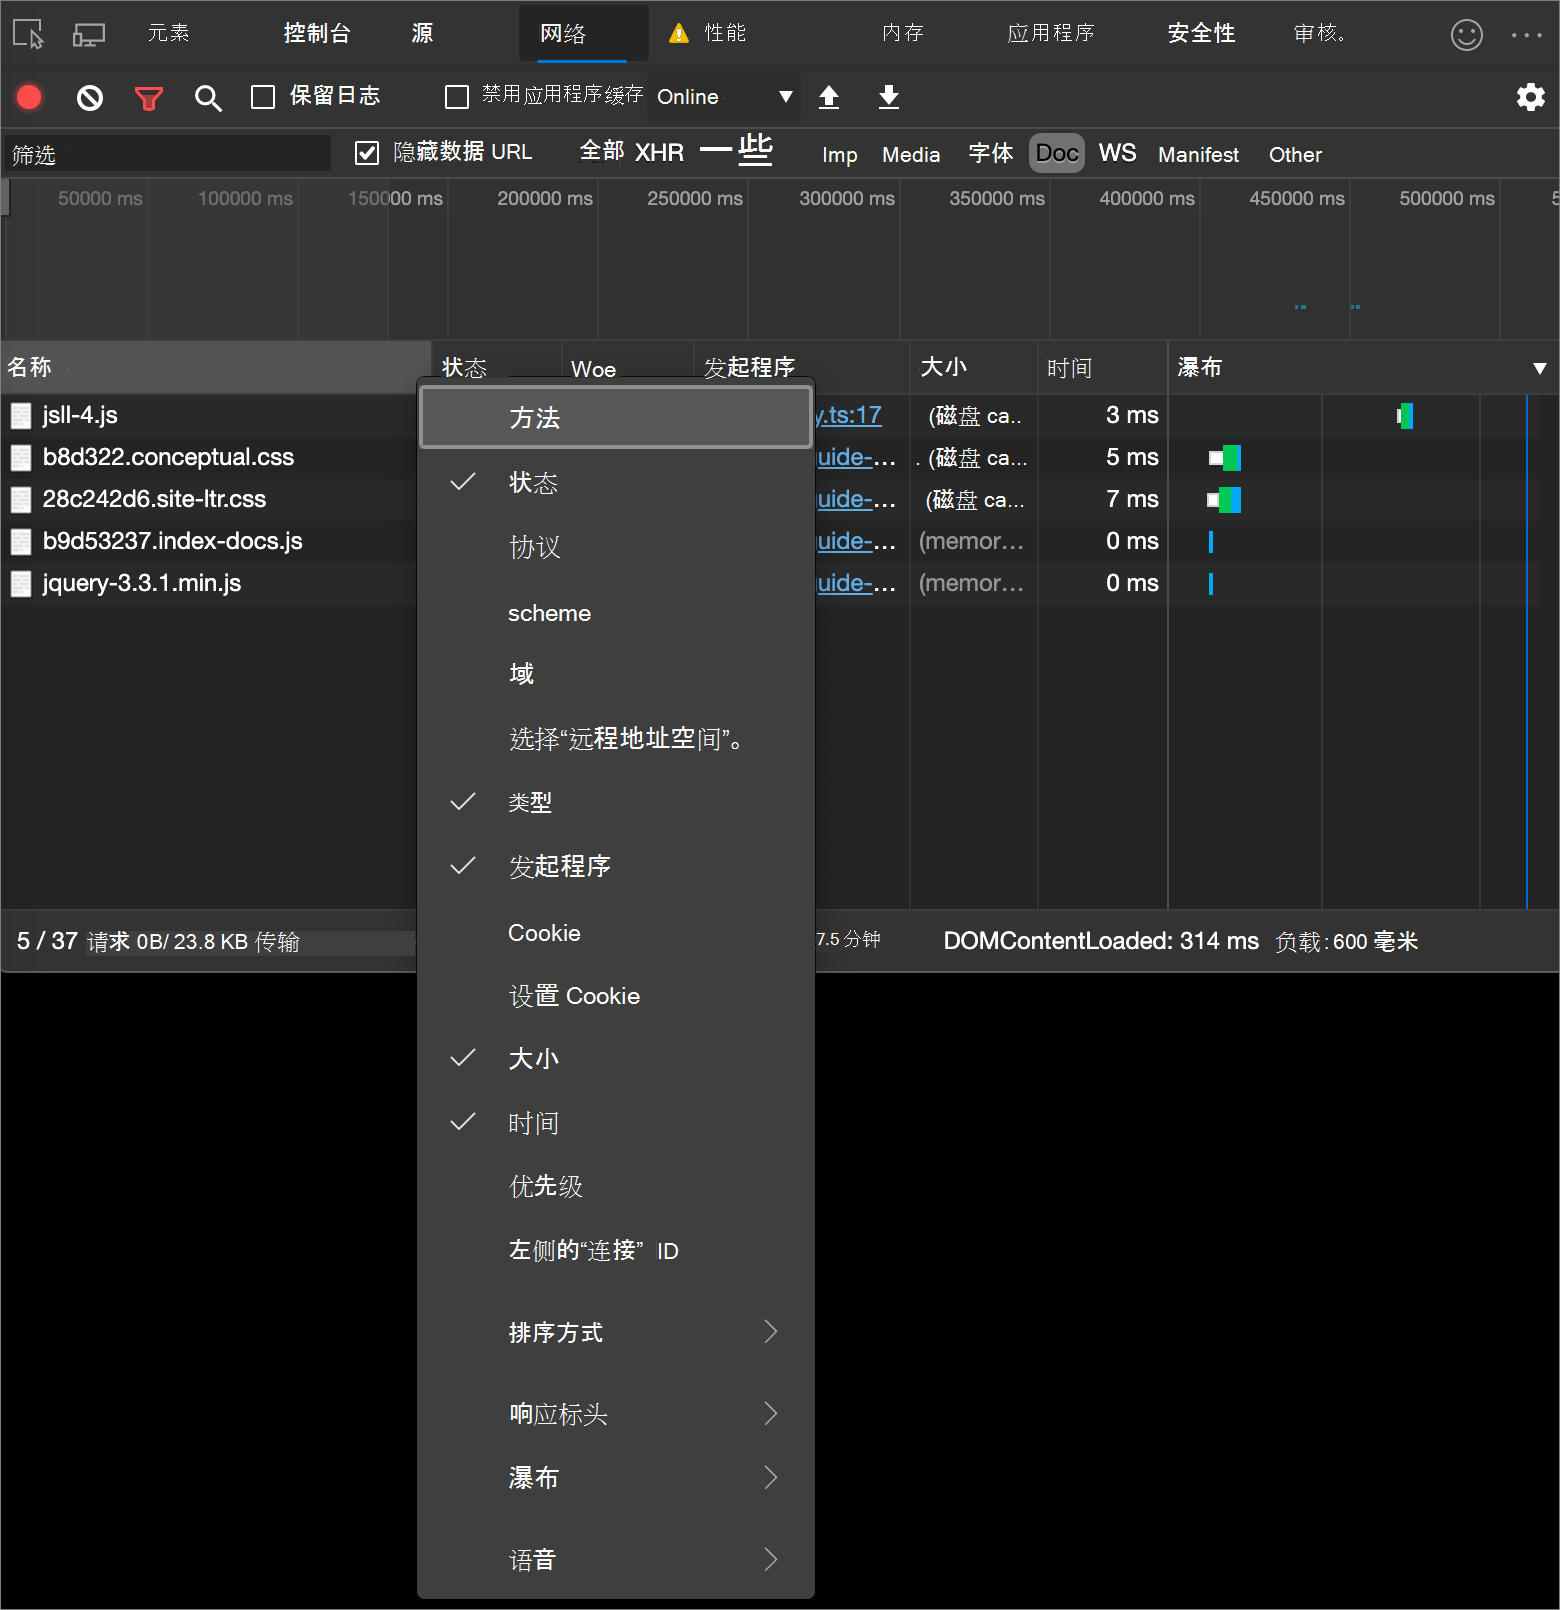 元素 控制台 源 网络 性能 内存 应用程序 安全性 审核。
保留日志 禁用应用程序缓存 Online
筛选 隐藏数据 URL 全部 XHR 一些 Imp Media 字体 Doc WS Manifest Other
50000 ms 100000 ms 150000 ms 200000 ms 250000 ms 300000 ms 350000 ms 400000 ms 450000 ms 500000 ms 5
名称 状态 Woe 发起程序 大小 时间 瀑布
jsll-4.js y.ts:17 (磁盘 ca.. 3 ms
b8d322.conceptual.css uide-... . (磁盘 ca... 5 ms
28c242d6.site-ltr.css uide-... (磁盘 ca... 7 ms
b9d53237.index-docs.js uide-... (memor... 0 ms
jquery-3.3.1.min.js uide-... (memor... 0 ms
5 / 37 请求 0B/ 23.8 KB 传输 7.5 分钟 DOMContentLoaded: 314 ms 负载:600 毫米
方法
状态
协议
scheme
域
选择“远程地址空间”。
类型
发起程序
Cookie
设置 Cookie
大小
时间
优先级
左侧的“连接” ID
排序方式
响应标头
瀑布
语音